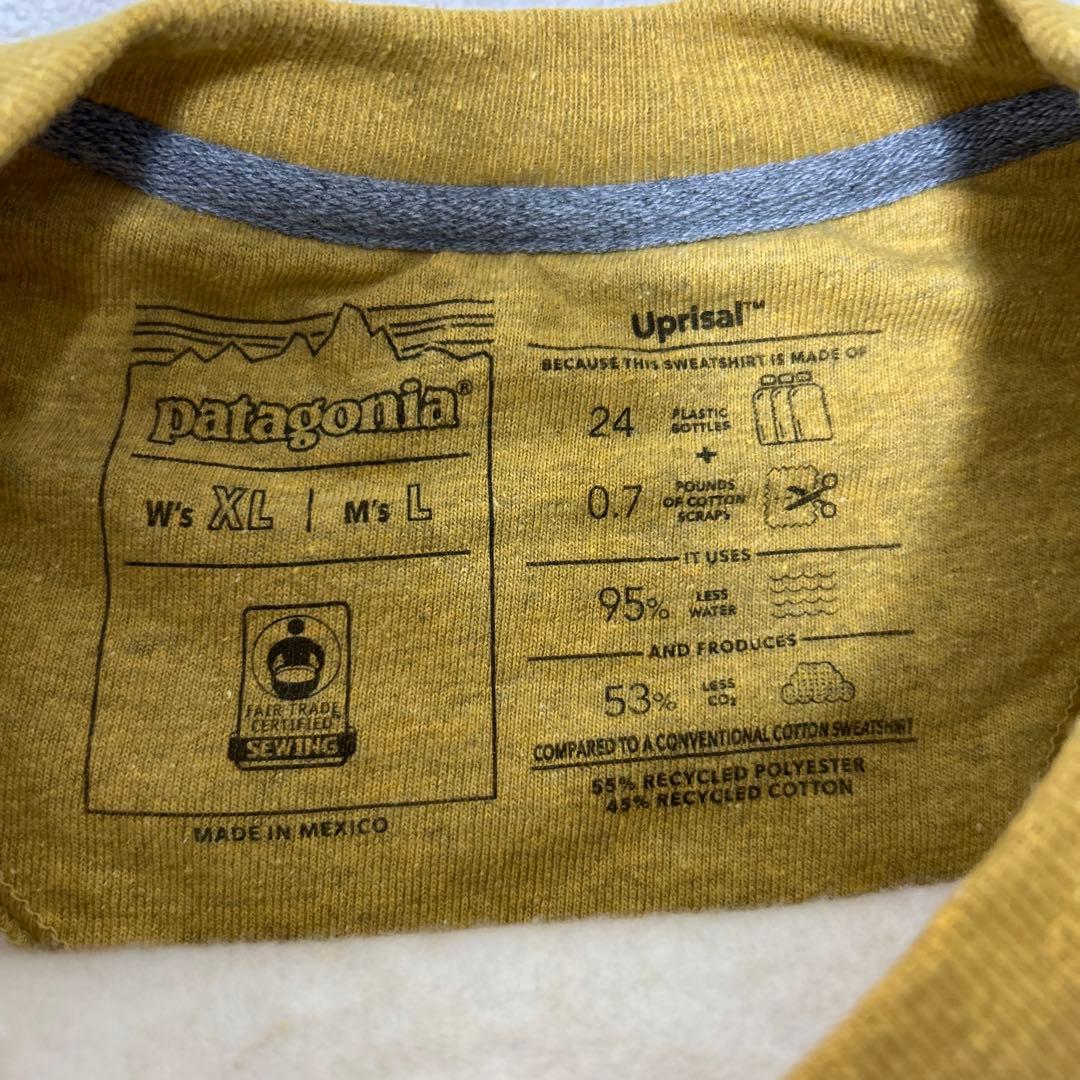 patagonia®
W's XL | M's L
FAIR TRADE
CERTIFIED™
SEWING
MADE IN MEXICO
Uprisal™
BECAUSE THIS SWEATSHIRT IS MADE OF
24 PLASTIC
BOTTLES
+
0.7 POUNDS
OF COTTON
SCRAPS
IT USES
95% LESS
WATER
AND PRODUCES
53% LESS
CO₂
COMPARED TO A CONVENTIONAL COTTON SWEATSHIRT
55% RECYCLED POLYESTER
45% RECYCLED COTTON